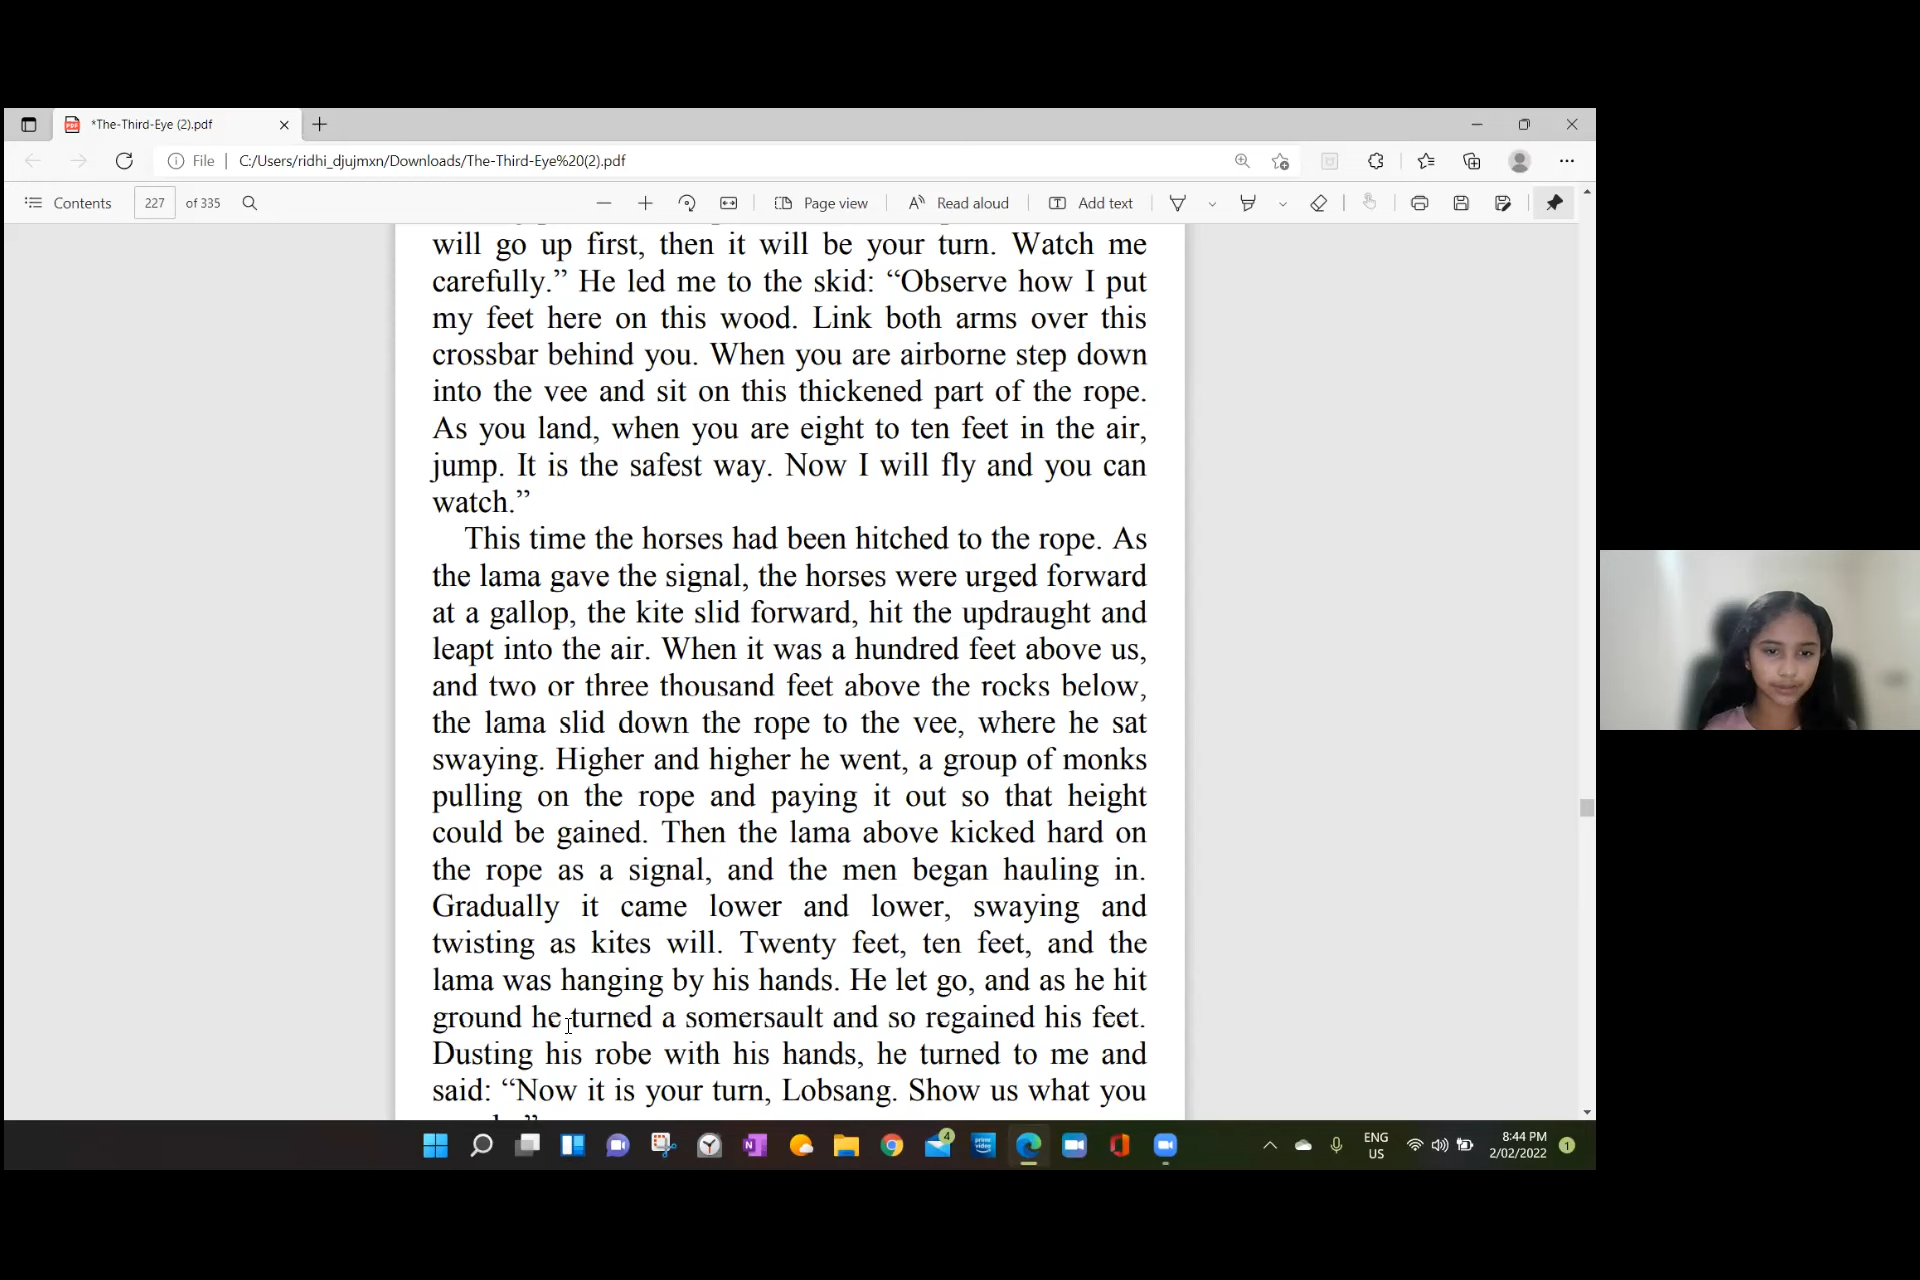 *The-Third-Eye (2).pdf
File
C:/Users/ridhi_djujmxn/Downloads/The-Third-Eye%20(2).pdf
Contents
227
of 335
Page view
Read aloud
Add text
will go up first, then it will be your turn. Watch me
carefully.” He led me to the skid: “Observe how I put
my feet here on this wood. Link both arms over this
crossbar behind you. When you are airborne step down
into the vee and sit on this thickened part of the rope.
As you land, when you are eight to ten feet in the air,
jump. It is the safest way. Now I will fly and you can
watch.”
This time the horses had been hitched to the rope. As
the lama gave the signal, the horses were urged forward
at a gallop, the kite slid forward, hit the updraught and
leapt into the air. When it was a hundred feet above us,
and two or three thousand feet above the rocks below,
the lama slid down the rope to the vee, where he sat
swaying. Higher and higher he went, a group of monks
pulling on the rope and paying it out so that height
could be gained. Then the lama above kicked hard on
the rope as a signal, and the men began hauling in.
Gradually it came lower and lower, swaying and
twisting as kites will. Twenty feet, ten feet, and the
lama was hanging by his hands. He let go, and as he hit
ground he turned a somersault and so regained his feet.
Dusting his robe with his hands, he turned to me and
said: “Now it is your turn, Lobsang. Show us what you
4
prime video
ENG
US
8:44 PM
2/02/2022
1